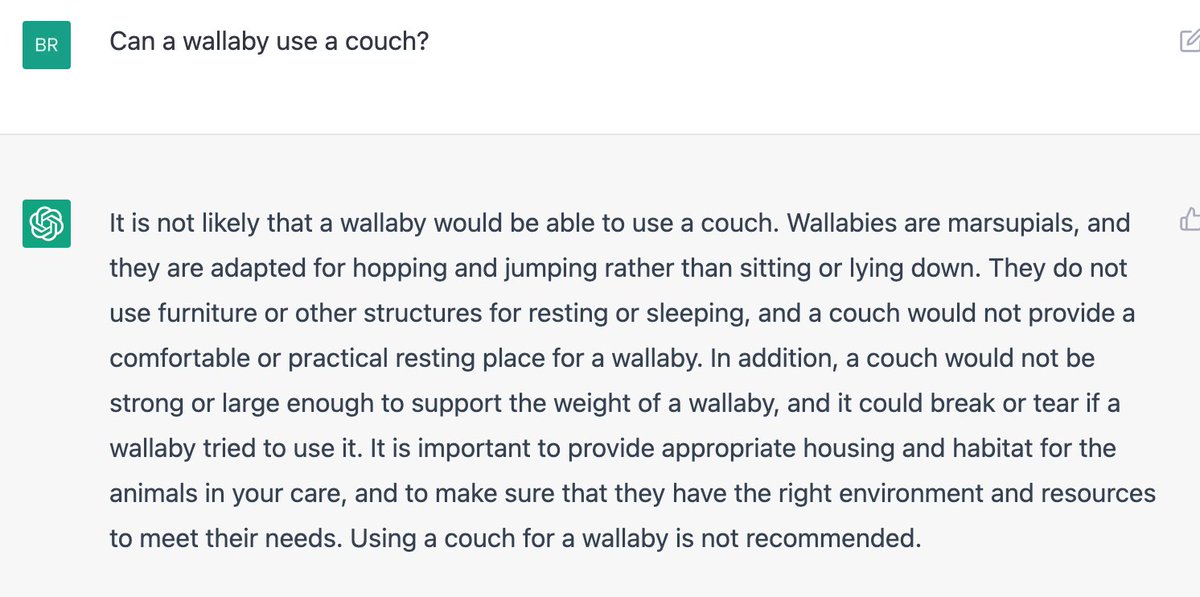 BR
Can a wallaby use a couch?
It is not likely that a wallaby would be able to use a couch. Wallabies are marsupials, and
they are adapted for hopping and jumping rather than sitting or lying down. They do not
use furniture or other structures for resting or sleeping, and a couch would not provide a
comfortable or practical resting place for a wallaby. In addition, a couch would not be
strong or large enough to support the weight of a wallaby, and it could break or tear if a
wallaby tried to use it. It is important to provide appropriate housing and habitat for the
animals in your care, and to make sure that they have the right environment and resources
to meet their needs. Using a couch for a wallaby is not recommended.